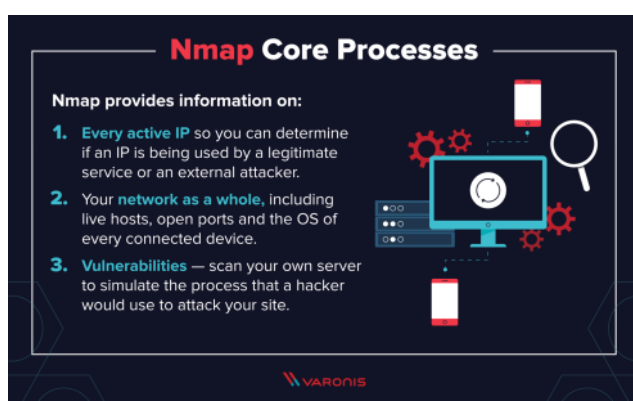 Nmap Core Processes
Nmap provides information on:
1. Every active IP so you can determine
if an IP is being used by a legitimate
service or an external attacker.
2. Your network as a whole, including
live hosts, open ports and the OS of
every connected device.
3. Vulnerabilities — scan your own server
to simulate the process that a hacker
would use to attack your site.
VARONIS